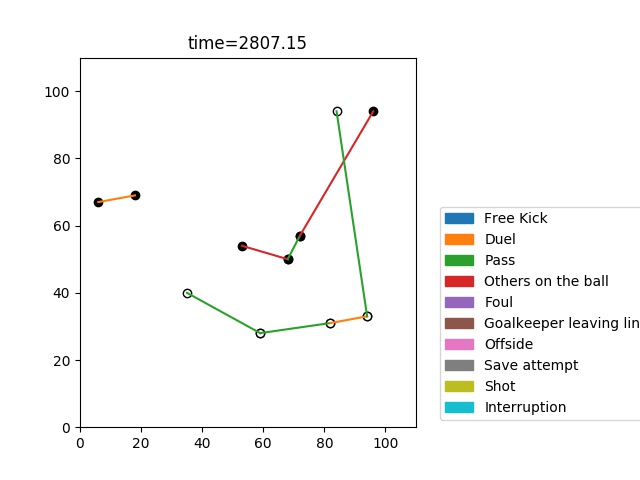 time=2807.15
100
80
60
40
20
0
0 20 40 60 80 100
Free Kick
Duel
Pass
Others on the ball
Foul
Goalkeeper leaving lin
Offside
Save attempt
Shot
Interruption